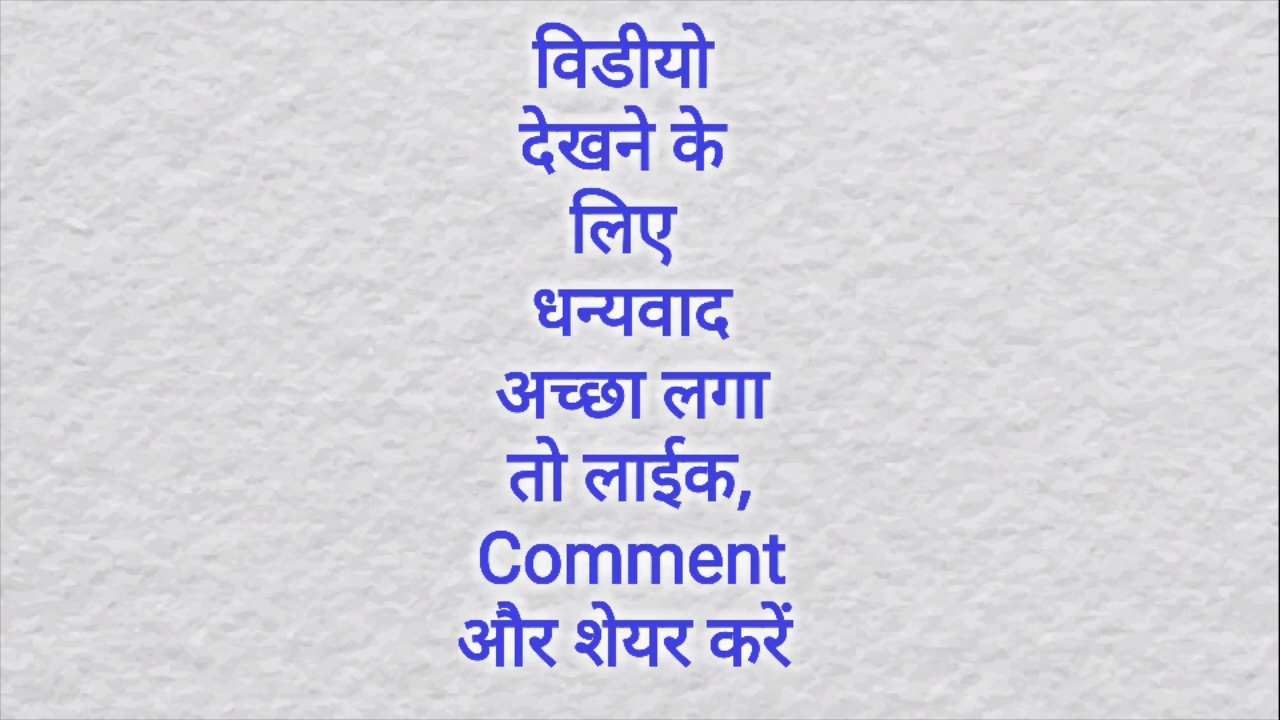 विडीयो
देखने के
लिए
धन्यवाद
अच्छा लगा
तो लाईक,
Comment
और शेयर करें